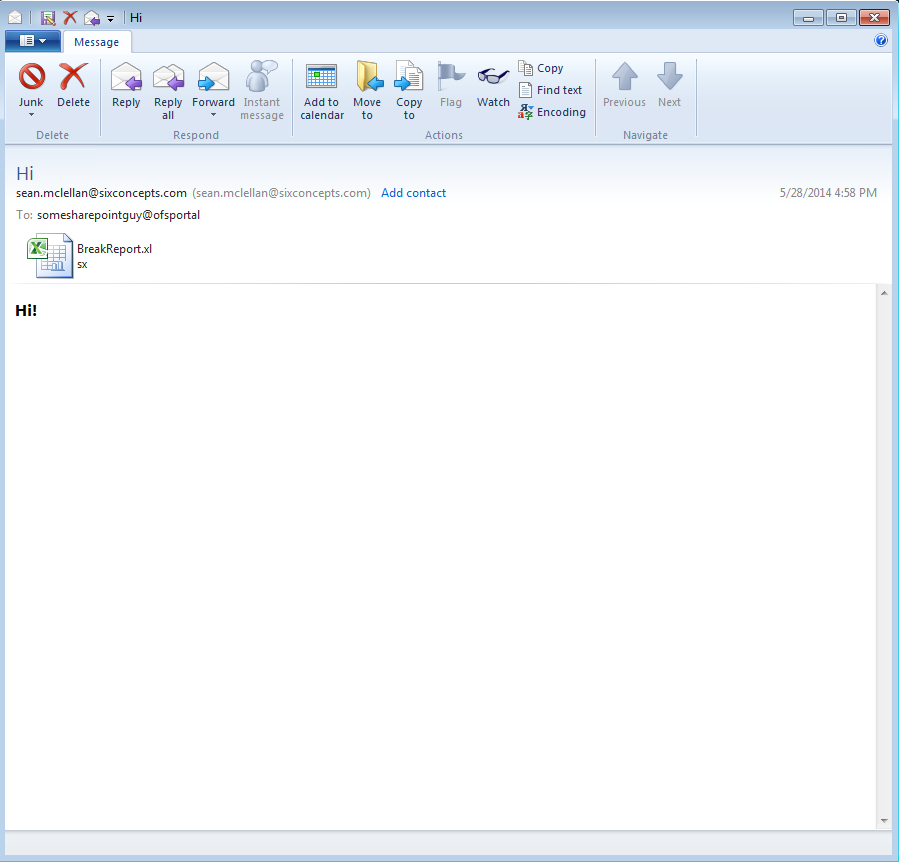 Hi
Message
Junk
Delete
Reply
Reply all
Forward
Instant message
Add to calendar
Move to
Copy to
Flag
Watch
Copy
Find text
Encoding
Previous
Next
Delete
Respond
Actions
Navigate
Hi
sean.mclellan@sixconcepts.com (sean.mclellan@sixconcepts.com) Add contact 5/28/2014 4:58 PM
To: somesharepointguy@ofsportal
BreakReport.xl
sx
Hi!